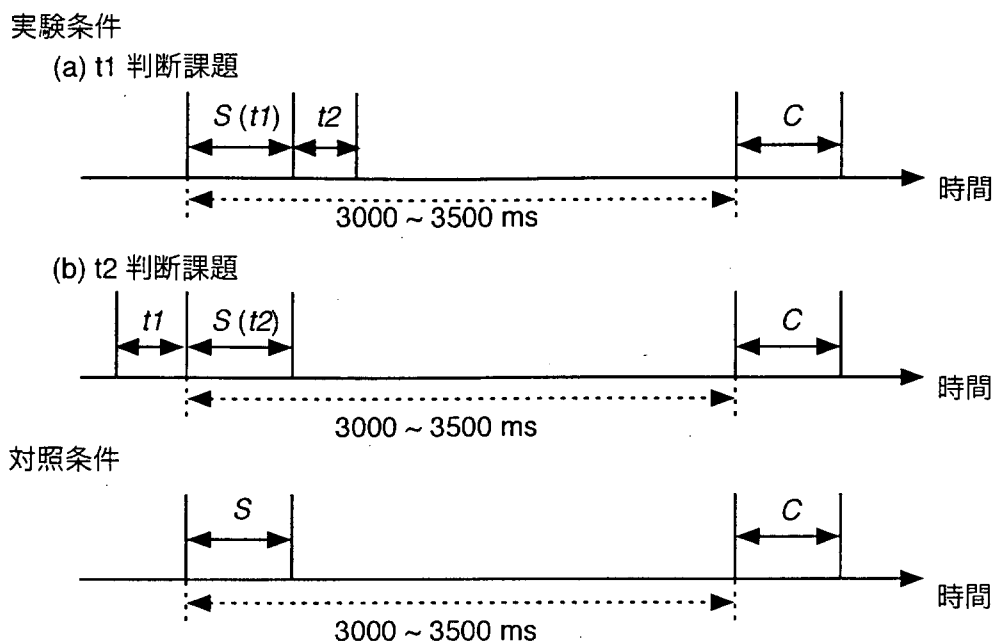 実験条件
(a) t1 判断課題
S (t1) t2 C
時間
3000 ~ 3500 ms
(b) t2 判断課題
t1 S (t2) C
時間
3000 ~ 3500 ms
対照条件
S C
時間
3000 ~ 3500 ms